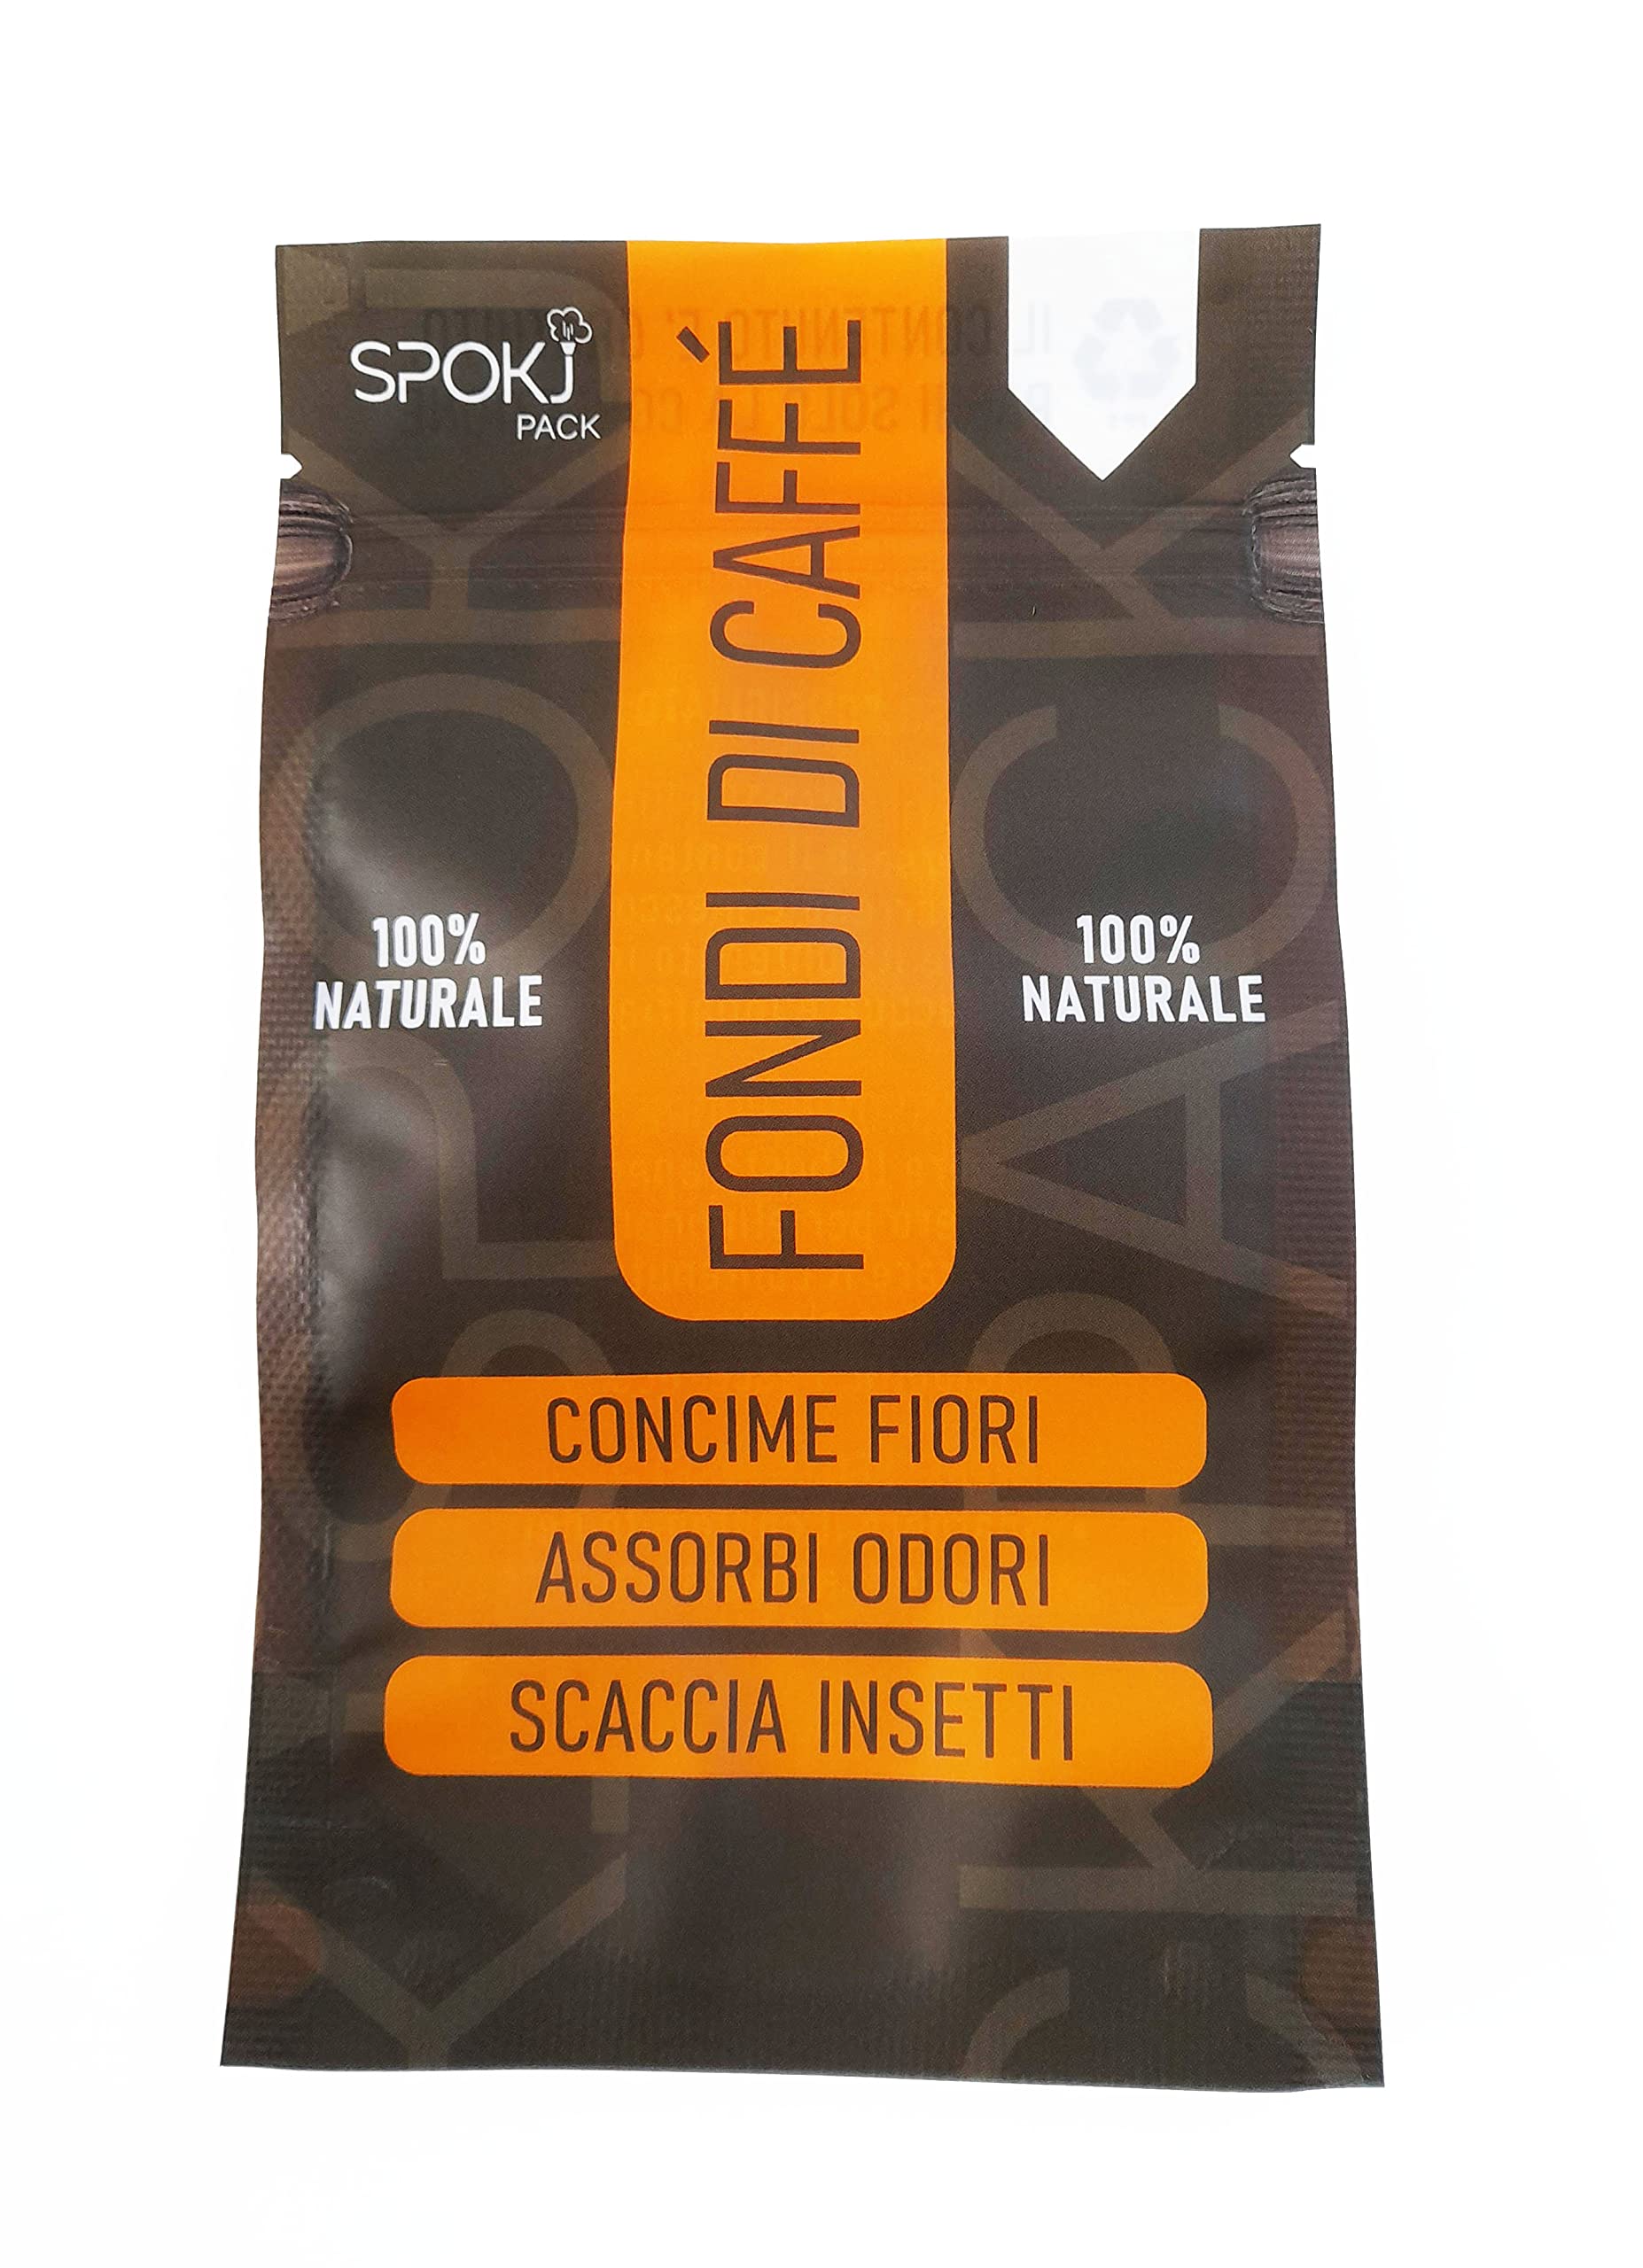 SPOKJ
PACK
FONDI DI CAFFÈ
100%
NATURALE
100%
NATURALE
CONCIME FIORI
ASSORBI ODORI
SCACCIA INSETTI